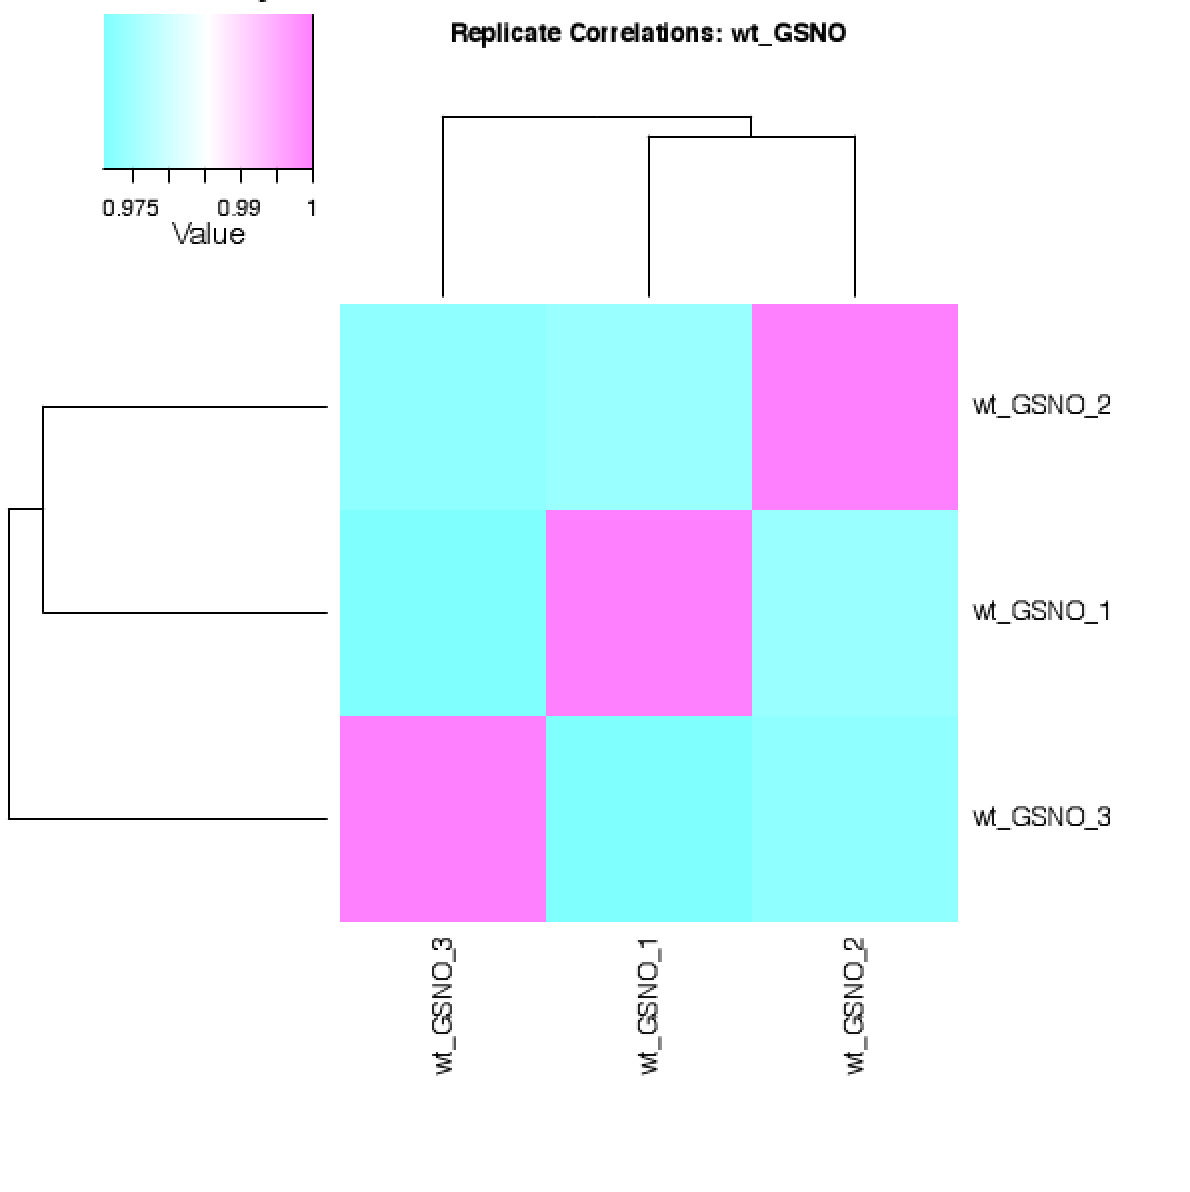 Replicate Correlations: wt_GSNO
0.975 0.99 1
Value
wt_GSNO_2
wt_GSNO_1
wt_GSNO_3
wt_GSNO_3
wt_GSNO_1
wt_GSNO_2